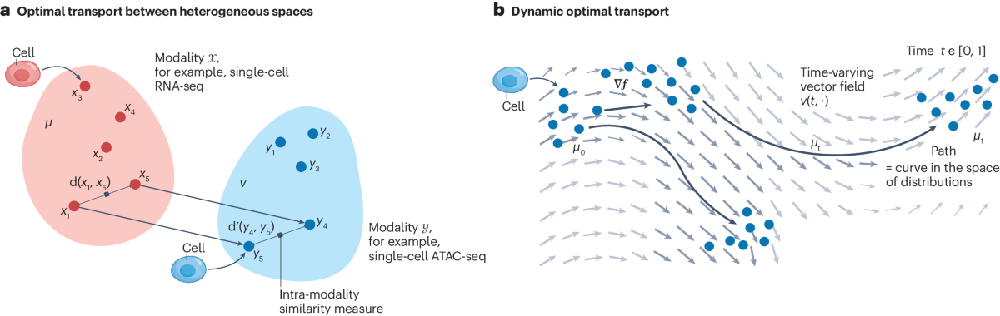 a Optimal transport between heterogeneous spaces
Cell
Modality 𝒳,
for example, single-cell
RNA-seq
x₃
μ
x₄
x₂
d(x₁, x₅)
x₅
x₁
y₂
y₁
y₃
ν
d′(y₄, y₅)
y₄
Cell
y₅
Modality 𝒴,
for example,
single-cell ATAC-seq
Intra-modality
similarity measure
b Dynamic optimal transport
Time t ϵ [0, 1]
Cell
∇f
Time-varying
vector field
v(t, ·)
μ₀
μₜ
μ₁
Path
= curve in the space
of distributions